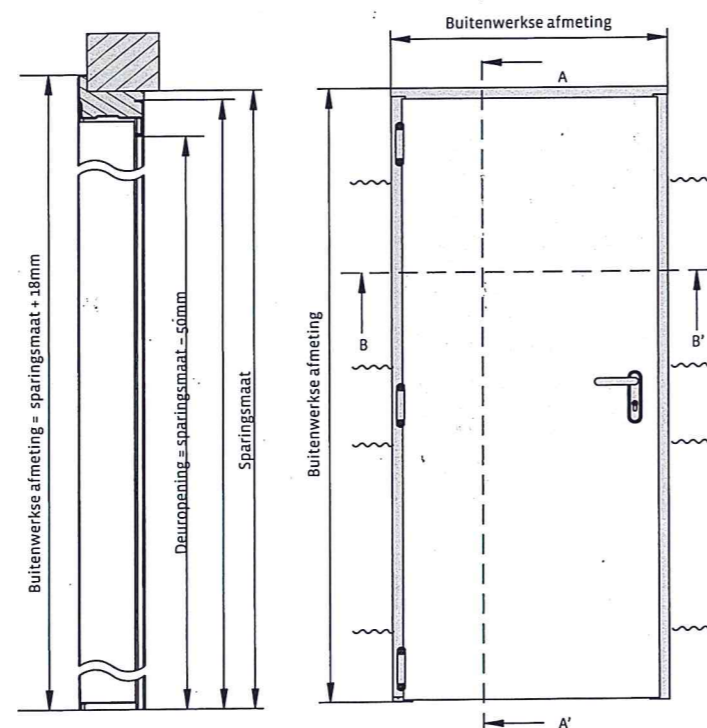 Buitenwerkse afmeting
A
Buitenwerkse afmeting = sparingsmaat + 18mm
Deuropening = sparingsmaat – 50mm
Sparingsmaat
Buitenwerkse afmeting
B
B'
A'